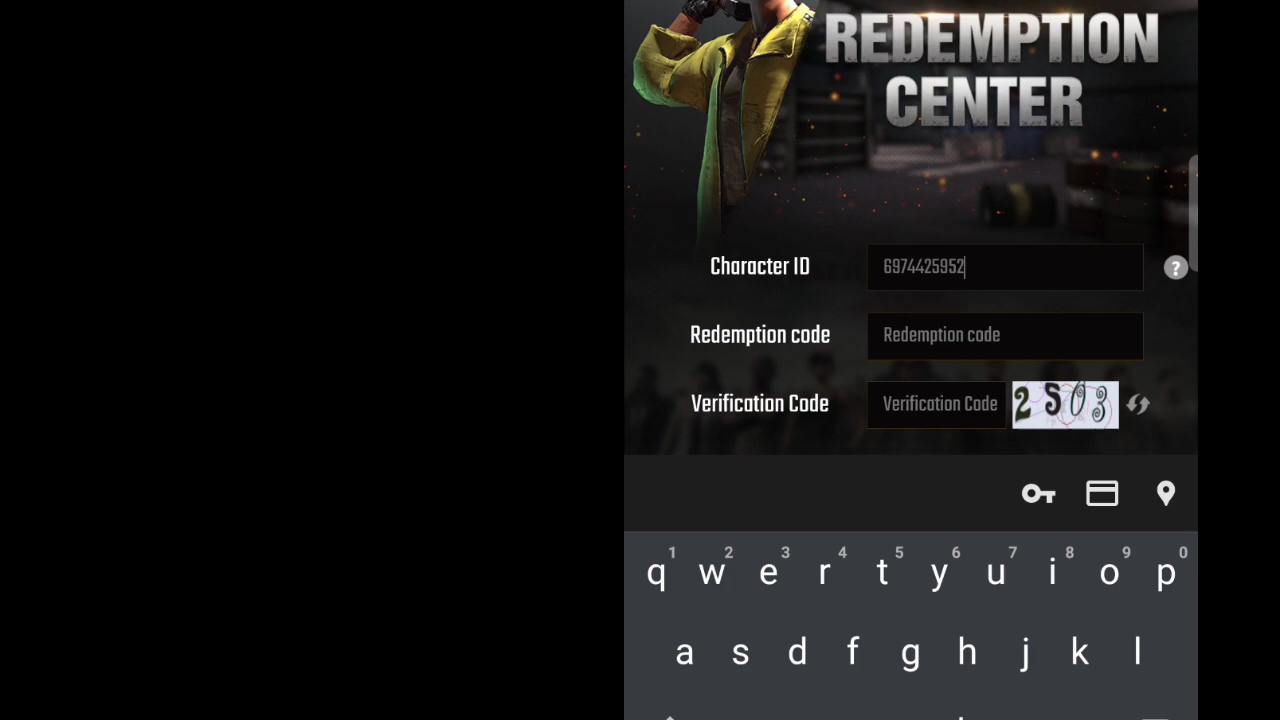 REDEMPTION
CENTER
Character ID 6974425952 ?
Redemption code Redemption code
Verification Code Verification Code 2S03
1 2 3 4 5 6 7 8 9 0
q w e r t y u i o p
a s d f g h j k l